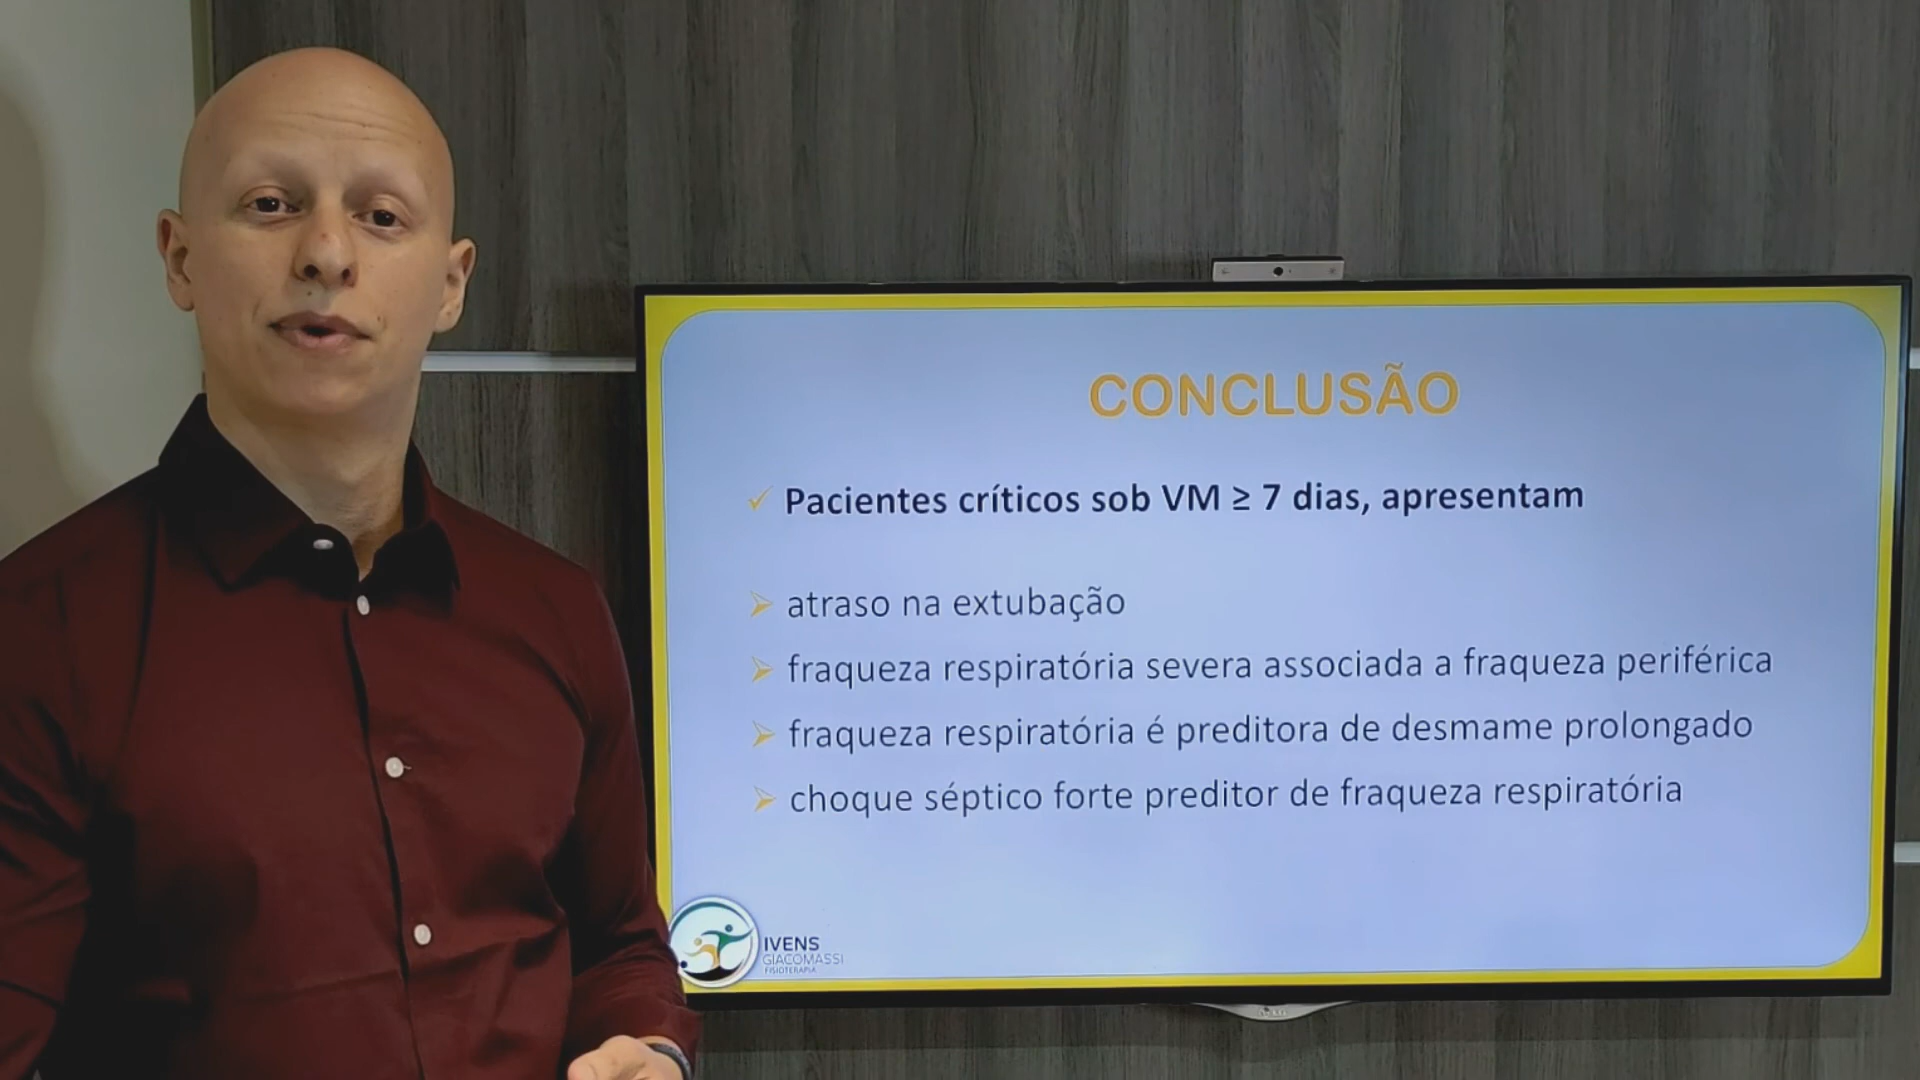 CONCLUSÃO
✓ Pacientes críticos sob VM ≥ 7 dias, apresentam
➢ atraso na extubação
➢ fraqueza respiratória severa associada a fraqueza periférica
➢ fraqueza respiratória é preditora de desmame prolongado
➢ choque séptico forte preditor de fraqueza respiratória
IVENS
GIACOMASSI
FISIOTERAPIA